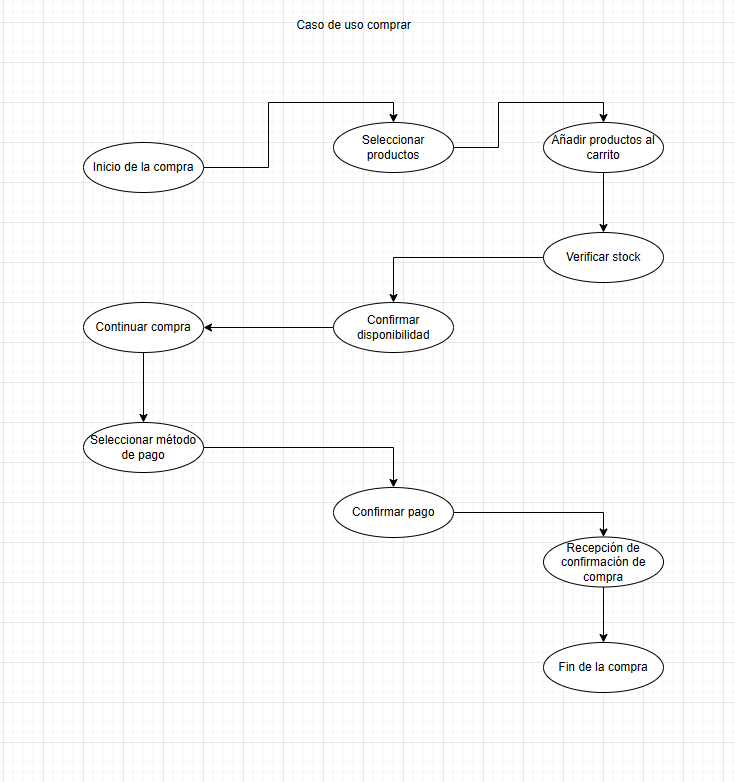 Caso de uso comprar
Inicio de la compra
Seleccionar
productos
Añadir productos al
carrito
Verificar stock
Confirmar
disponibilidad
Continuar compra
Seleccionar método
de pago
Confirmar pago
Recepción de
confirmación de
compra
Fin de la compra